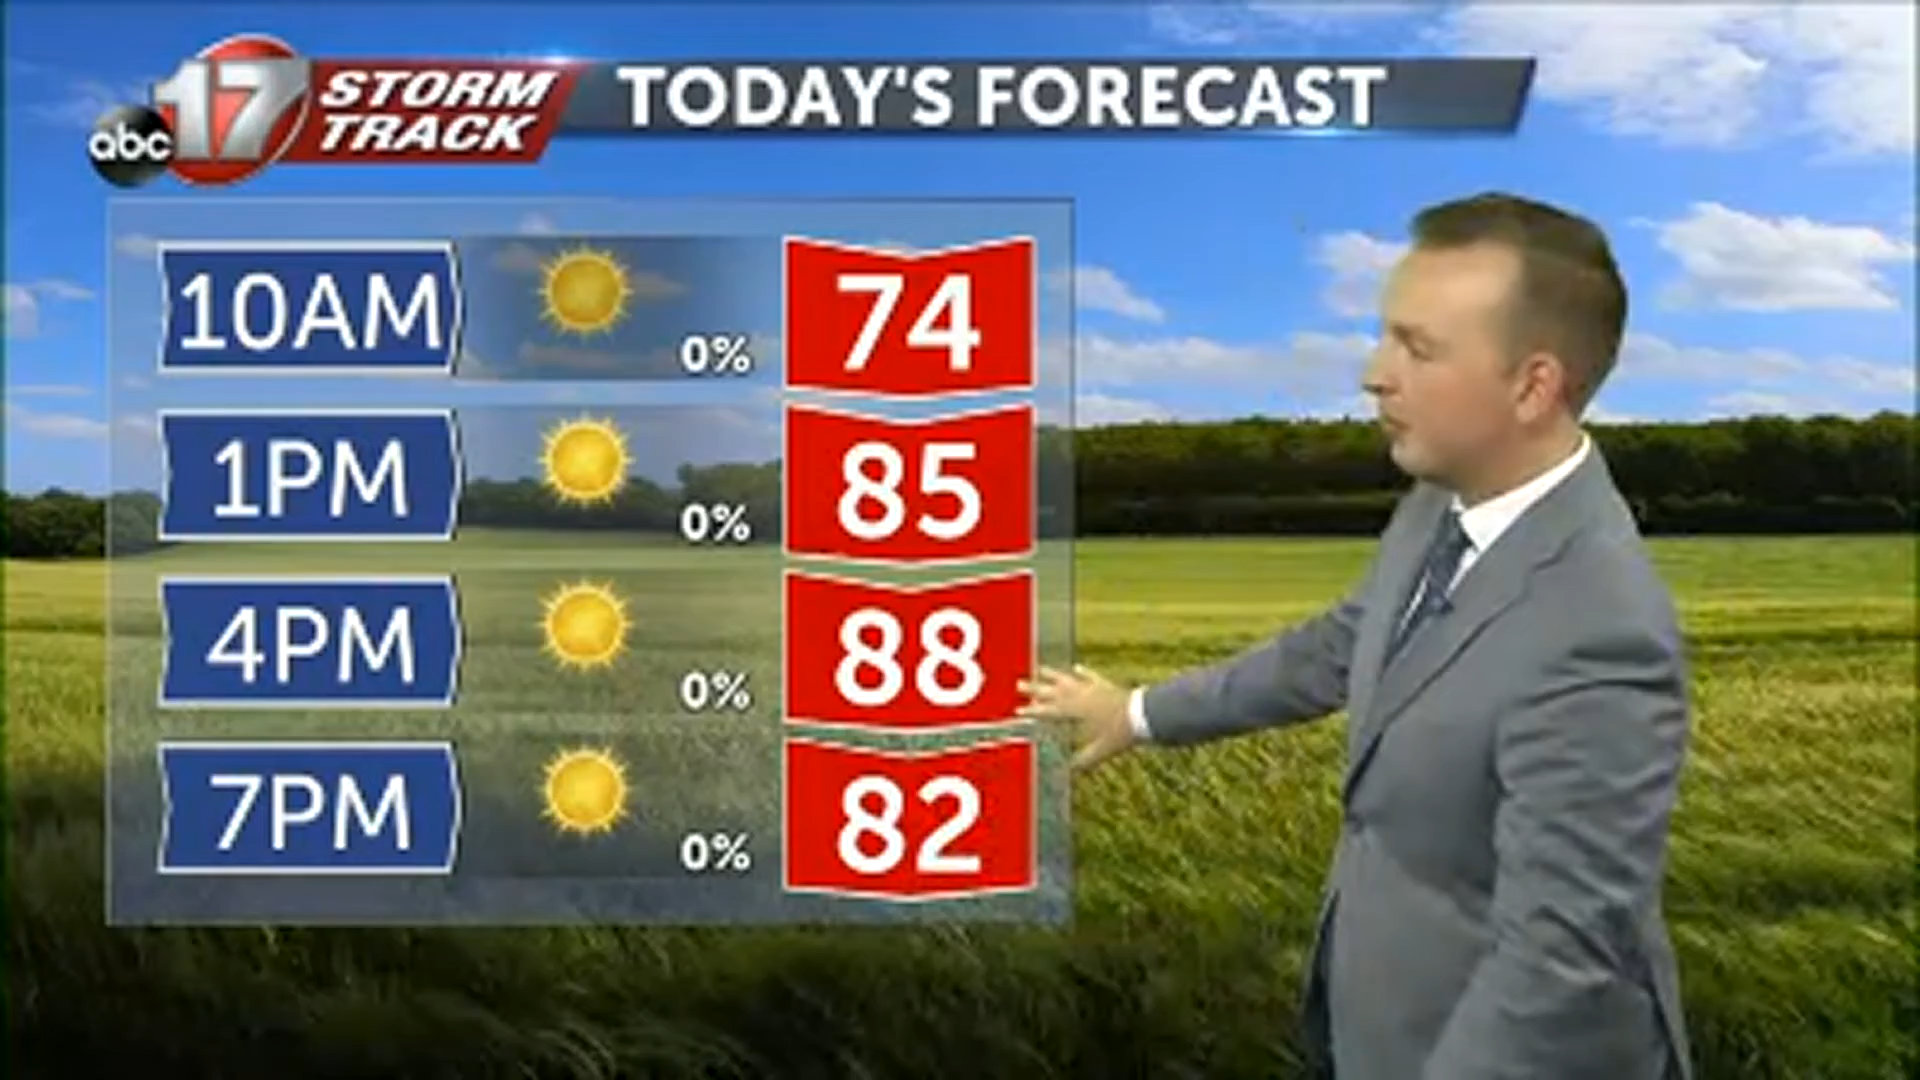 abc 17 STORM TRACK
TODAY'S FORECAST
10AM 0% 74
1PM 0% 85
4PM 0% 88
7PM 0% 82